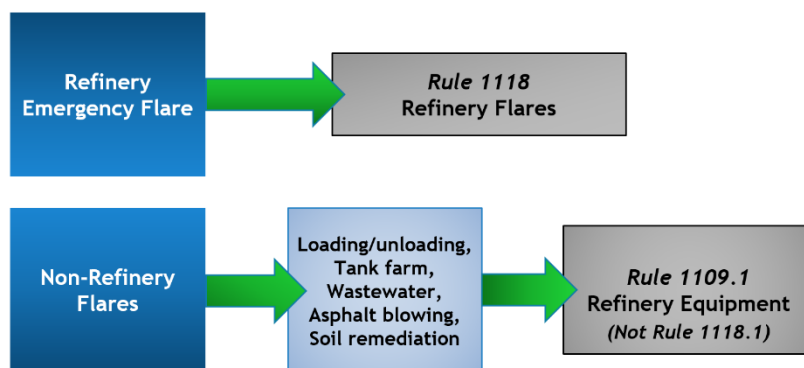 Refinery
Emergency Flare
Rule 1118
Refinery Flares
Non-Refinery
Flares
Loading/unloading,
Tank farm,
Wastewater,
Asphalt blowing,
Soil remediation
Rule 1109.1
Refinery Equipment
(Not Rule 1118.1)